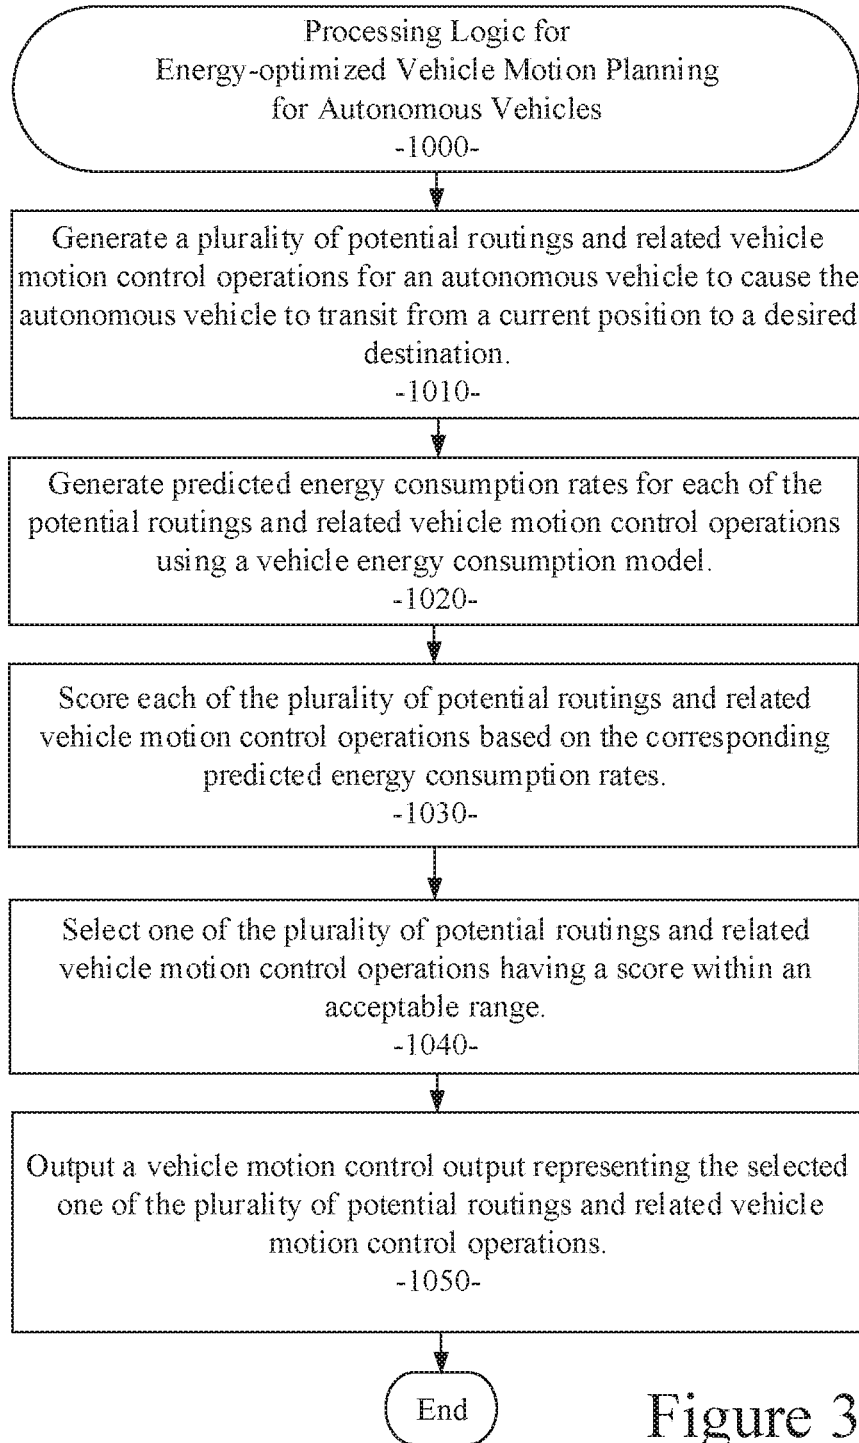 Processing Logic for
Energy-optimized Vehicle Motion Planning
for Autonomous Vehicles
-1000-
Generate a plurality of potential routings and related vehicle
motion control operations for an autonomous vehicle to cause the
autonomous vehicle to transit from a current position to a desired
destination.
-1010-
Generate predicted energy consumption rates for each of the
potential routings and related vehicle motion control operations
using a vehicle energy consumption model.
-1020-
Score each of the plurality of potential routings and related
vehicle motion control operations based on the corresponding
predicted energy consumption rates.
-1030-
Select one of the plurality of potential routings and related
vehicle motion control operations having a score within an
acceptable range.
-1040-
Output a vehicle motion control output representing the selected
one of the plurality of potential routings and related vehicle
motion control operations.
-1050-
End
Figure 3